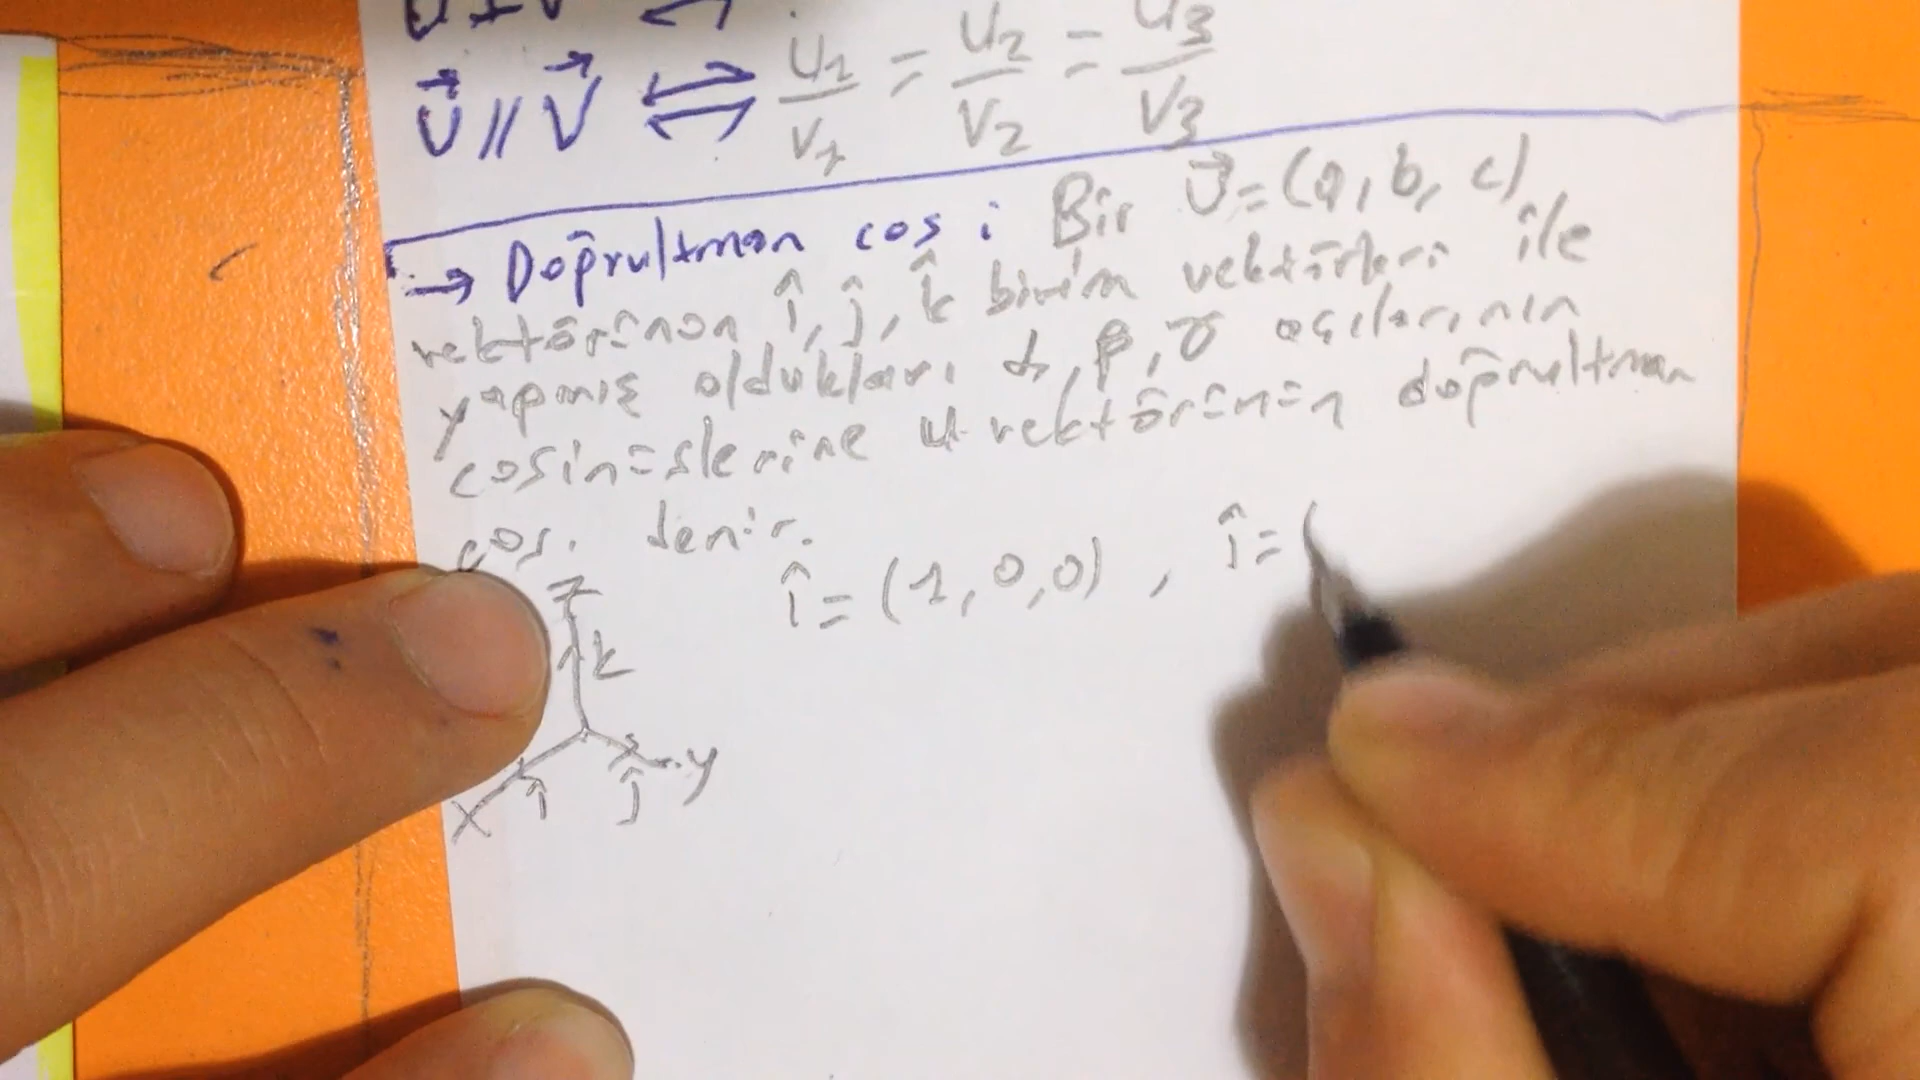 U ⊥ V ⟺
U⃗ // V⃗ ⇄ u1/v1 = u2/v2 = u3/v3
→ Doğrultman cos : Bir U⃗=(a, b, c)
vektörünün î, ĵ, k̂ birim vektörleri ile
yapmış oldukları α, β, γ açılarının
cosinüslerine u vektörünün doğrultman
cos. denir.
î = (1, 0, 0) , î = (
z
k
x î ĵ y